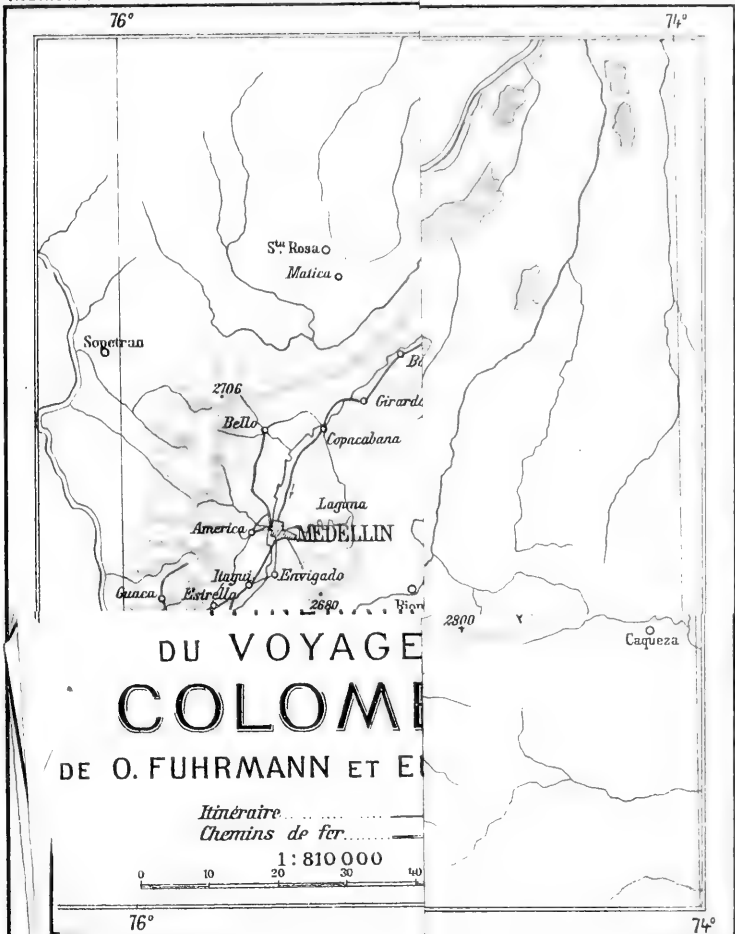 76° 74°
Sta. Rosa
Matica
Sopetran
2706
Girard
Bello
Copacabana
Laguna
America
MEDELLIN
Itagui
Envigado
Guaca
Estrella
2680
2800
Caqueza
DU VOYAGE
COLOM
DE O. FUHRMANN ET E
Itinéraire
Chemins de fer
1:810 000
0 10 20 30 40
76° 74°